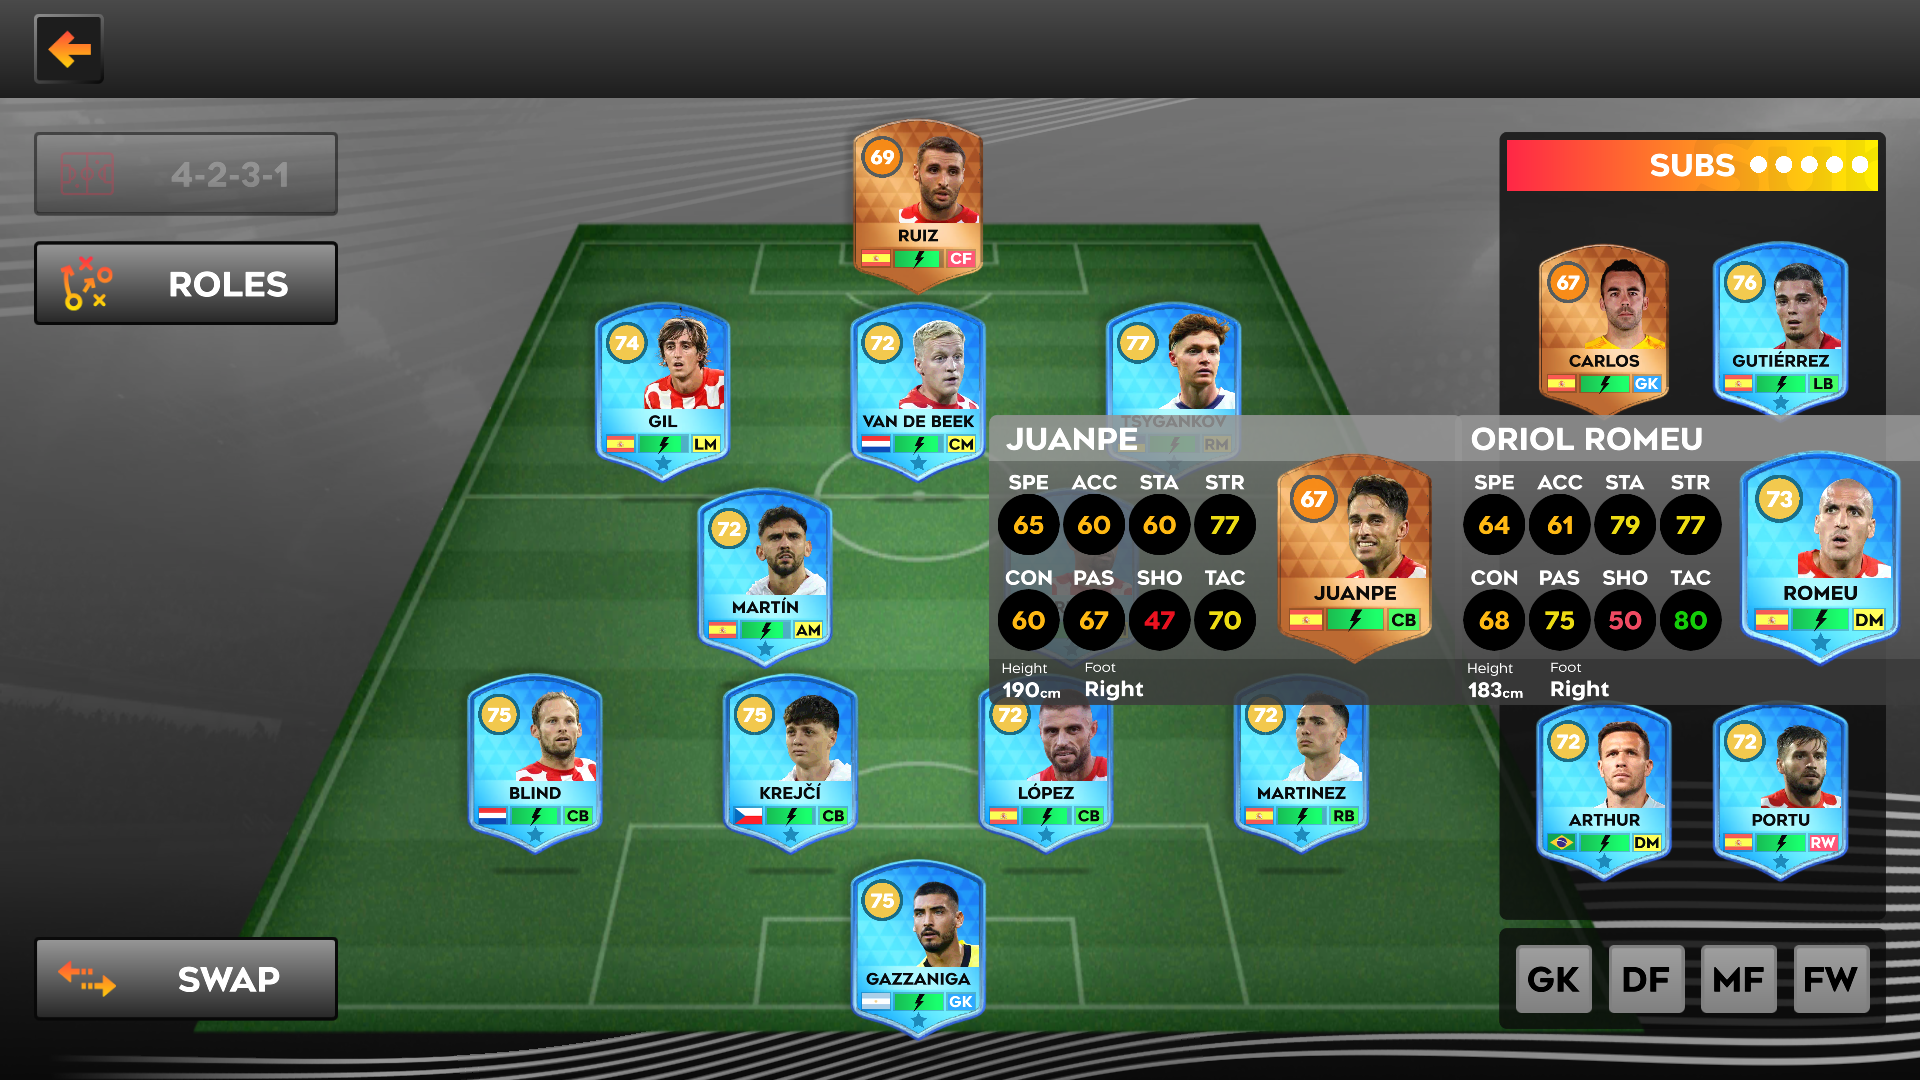 4-2-3-1
ROLES
SWAP
69
RUIZ
CF
74
GIL
LM
72
VAN DE BEEK
CM
77
TSYGANKOV
RM
72
MARTÍN
AM
75
BLIND
CB
75
KREJČÍ
CB
72
LÓPEZ
CB
72
MARTINEZ
RB
75
GAZZANIGA
GK
JUANPE
SPE ACC STA STR
65 60 60 77
CON PAS SHO TAC
60 67 47 70
Height Foot
190cm Right
67
JUANPE
CB
ORIOL ROMEU
SPE ACC STA STR
64 61 79 77
CON PAS SHO TAC
68 75 50 80
Height Foot
183cm Right
73
ROMEU
DM
SUBS
67
CARLOS
GK
76
GUTIÉRREZ
LB
72
ARTHUR
DM
72
PORTU
RW
GK DF MF FW